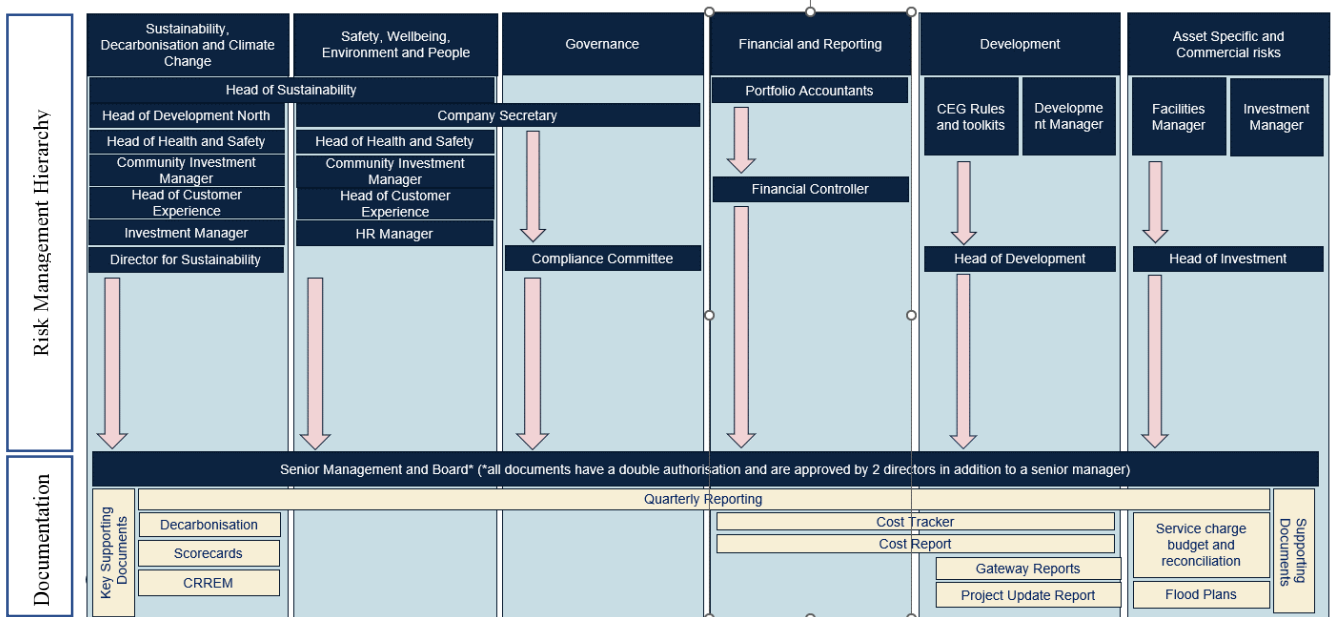 Risk Management Hierarchy
Sustainability,
Decarbonisation and Climate
Change
Safety, Wellbeing,
Environment and People
Governance
Financial and Reporting
Development
Asset Specific and
Commercial risks
Head of Sustainability
Head of Development North
Head of Health and Safety
Community Investment
Manager
Head of Customer
Experience
Investment Manager
Director for Sustainability
Company Secretary
Head of Health and Safety
Community Investment
Manager
Head of Customer
Experience
HR Manager
Compliance Committee
Portfolio Accountants
Financial Controller
CEG Rules
and toolkits
Developme
nt Manager
Head of Development
Facilities
Manager
Investment
Manager
Head of Investment
Documentation
Senior Management and Board* (*all documents have a double authorisation and are approved by 2 directors in addition to a senior manager)
Key Supporting
Documents
Quarterly Reporting
Decarbonisation
Scorecards
CRREM
Cost Tracker
Cost Report
Gateway Reports
Project Update Report
Service charge
budget and
reconciliation
Flood Plans
Supporting
Documents